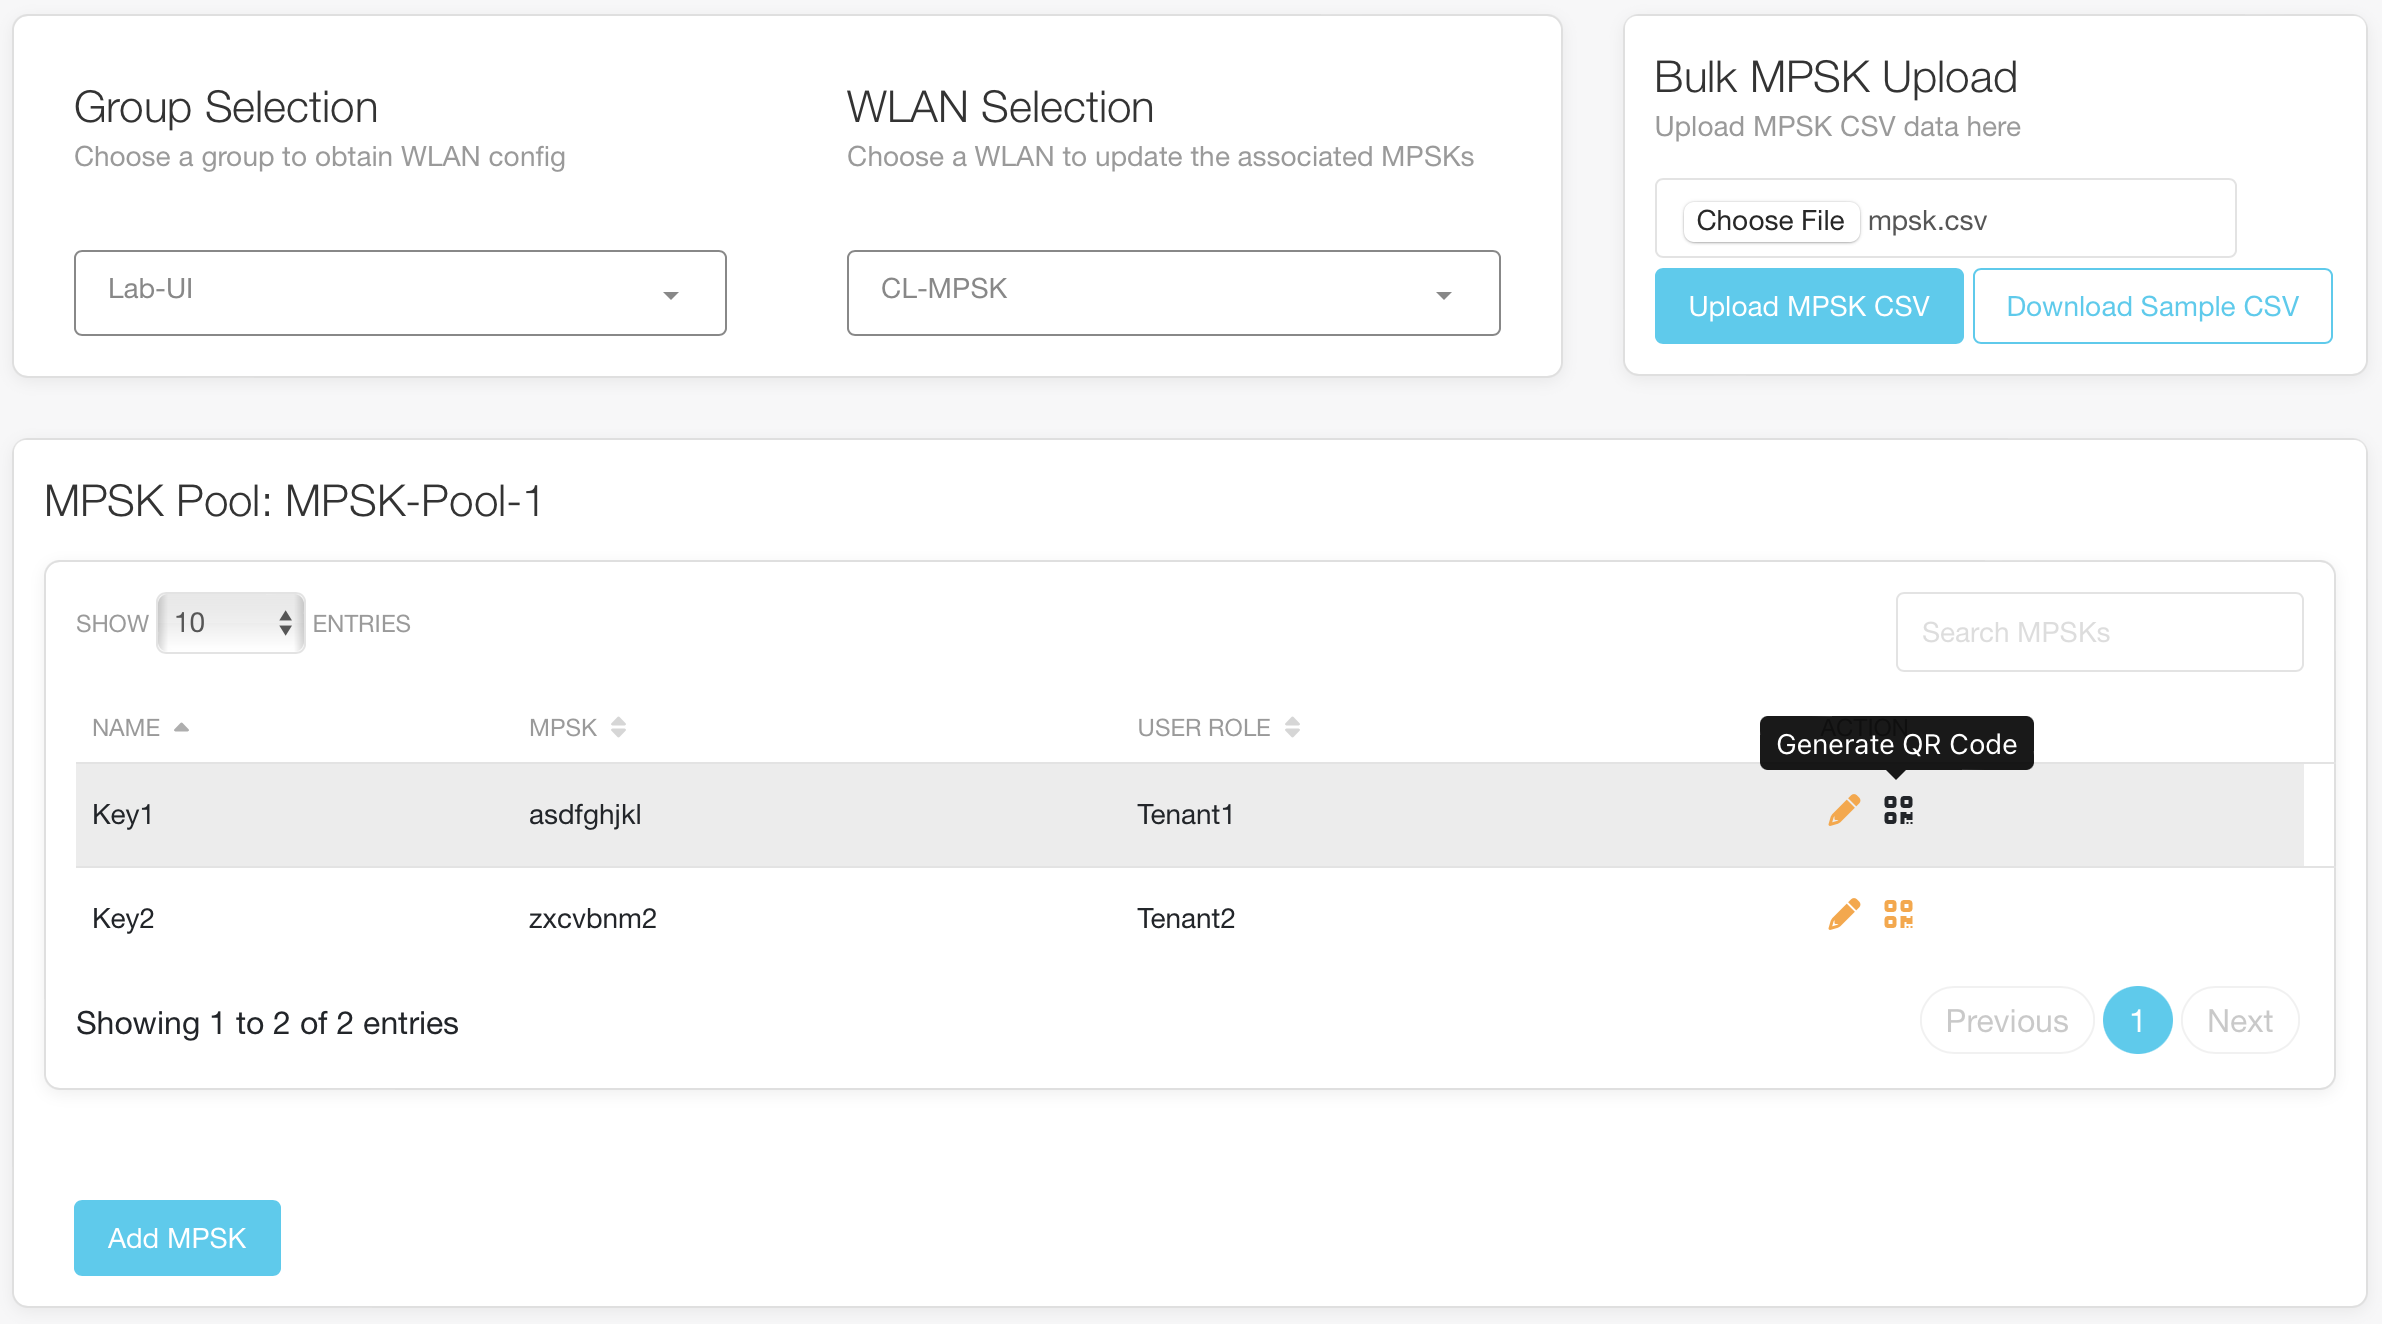 Group Selection
Choose a group to obtain WLAN config
Lab-UI
WLAN Selection
Choose a WLAN to update the associated MPSKs
CL-MPSK
Bulk MPSK Upload
Upload MPSK CSV data here
Choose File mpsk.csv
Upload MPSK CSV Download Sample CSV
MPSK Pool: MPSK-Pool-1
SHOW 10 ENTRIES
Search MPSKs
NAME MPSK USER ROLE ACTION
Generate QR Code
Key1 asdfghjkl Tenant1
Key2 zxcvbnm2 Tenant2
Showing 1 to 2 of 2 entries
Previous 1 Next
Add MPSK